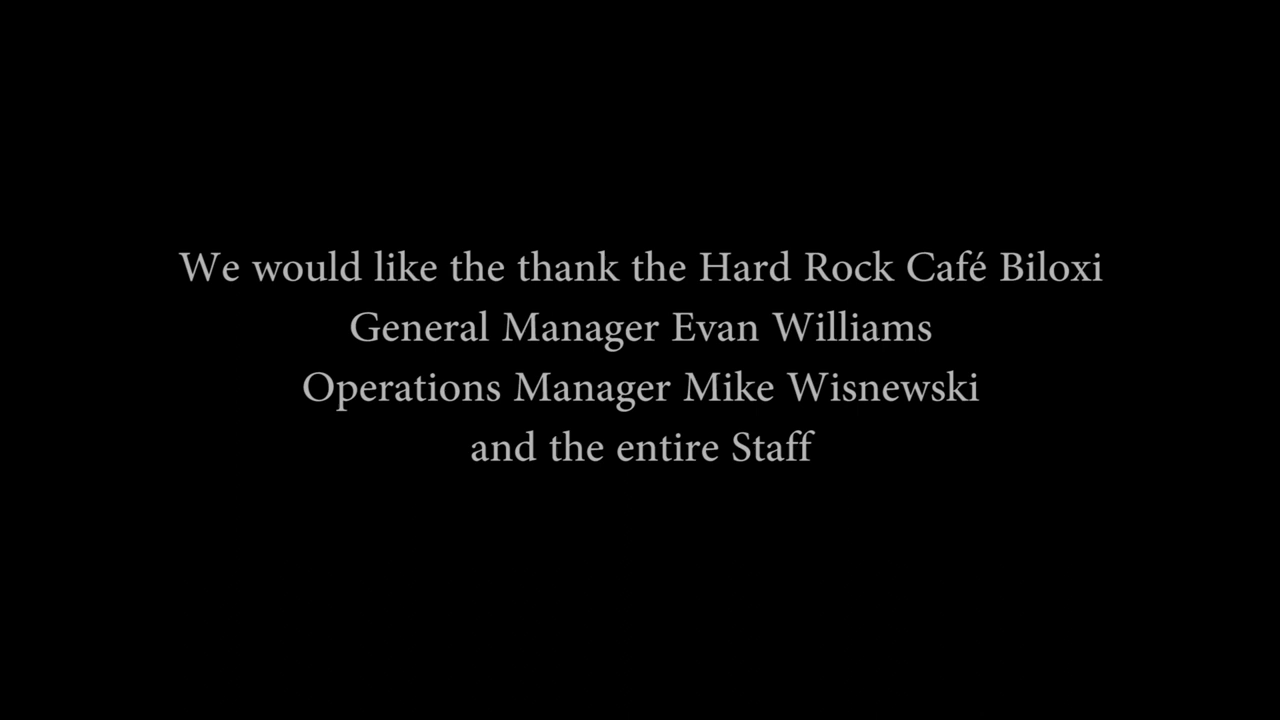 We would like the thank the Hard Rock Café Biloxi
General Manager Evan Williams
Operations Manager Mike Wisnewski
and the entire Staff